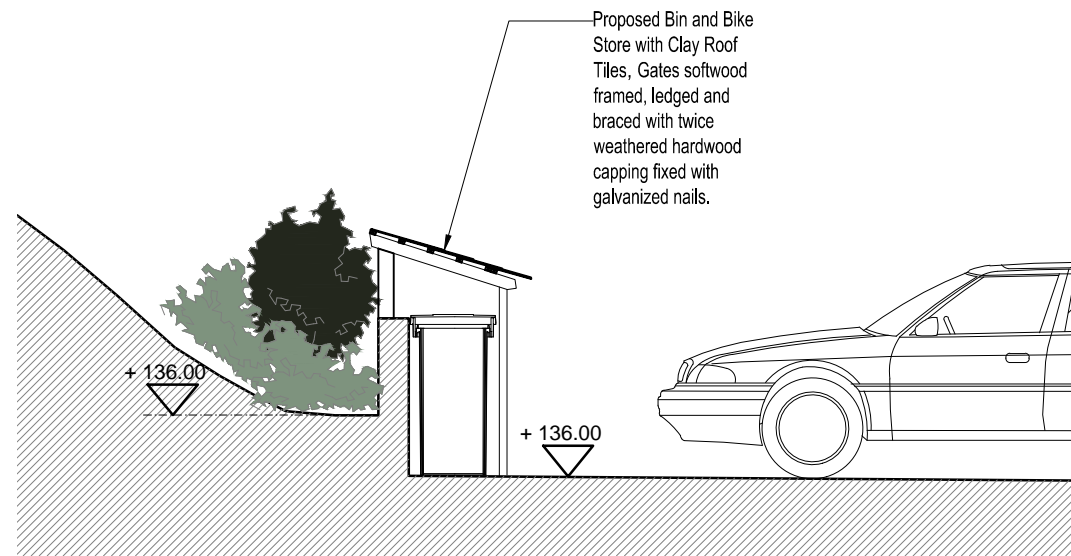 Proposed Bin and Bike
Store with Clay Roof
Tiles, Gates softwood
framed, ledged and
braced with twice
weathered hardwood
capping fixed with
galvanized nails.
+ 136.00
+ 136.00